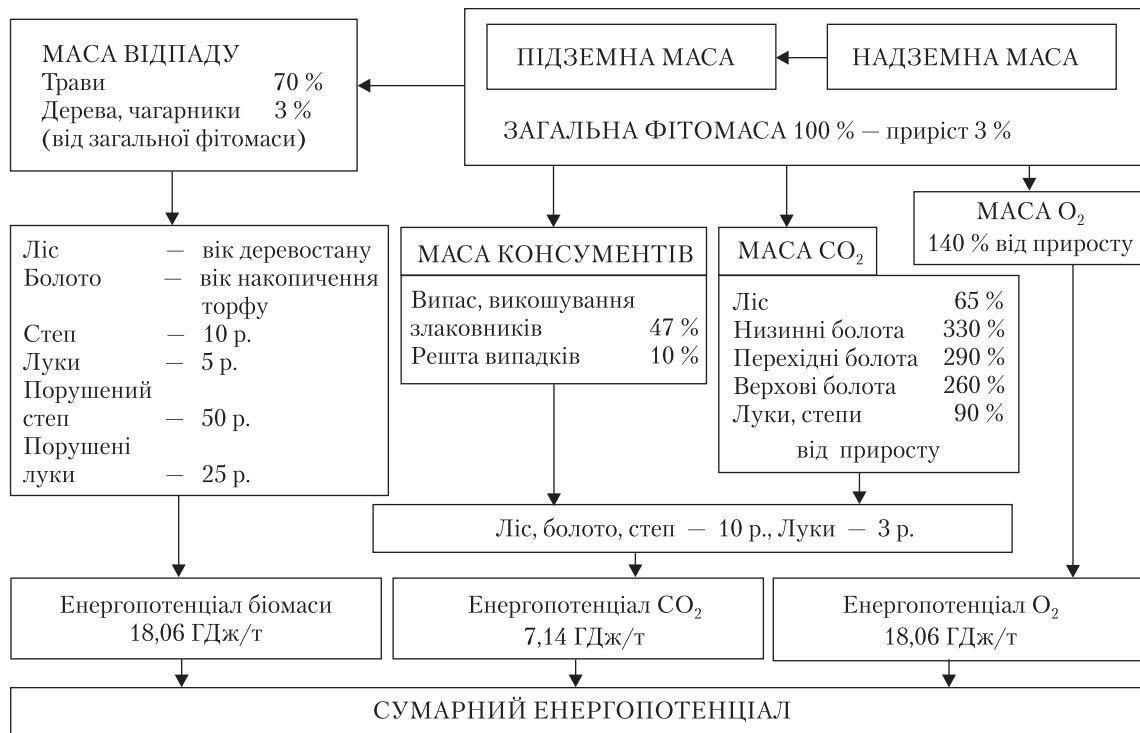 МАСА ВІДПАДУ
Трави 70 %
Дерева, чагарники 3 %
(від загальної фітомаси)
ПІДЗЕМНА МАСА
НАДЗЕМНА МАСА
ЗАГАЛЬНА ФІТОМАСА 100 % — приріст 3 %
Ліс — вік деревостану
Болото — вік накопичення
торфу
Степ — 10 р.
Луки — 5 р.
Порушений
степ — 50 р.
Порушені
луки — 25 р.
МАСА КОНСУМЕНТІВ
Випас, викошування
злаковників 47 %
Решта випадків 10 %
МАСА CO₂
Ліс 65 %
Низинні болота 330 %
Перехідні болота 290 %
Верхові болота 260 %
Луки, степи 90 %
від приросту
МАСА O₂
140 % від приросту
Ліс, болото, степ — 10 р., Луки — 3 р.
Енергопотенціал біомаси
18,06 ГДж/т
Енергопотенціал CO₂
7,14 ГДж/т
Енергопотенціал O₂
18,06 ГДж/т
СУМАРНИЙ ЕНЕРГОПОТЕНЦІАЛ